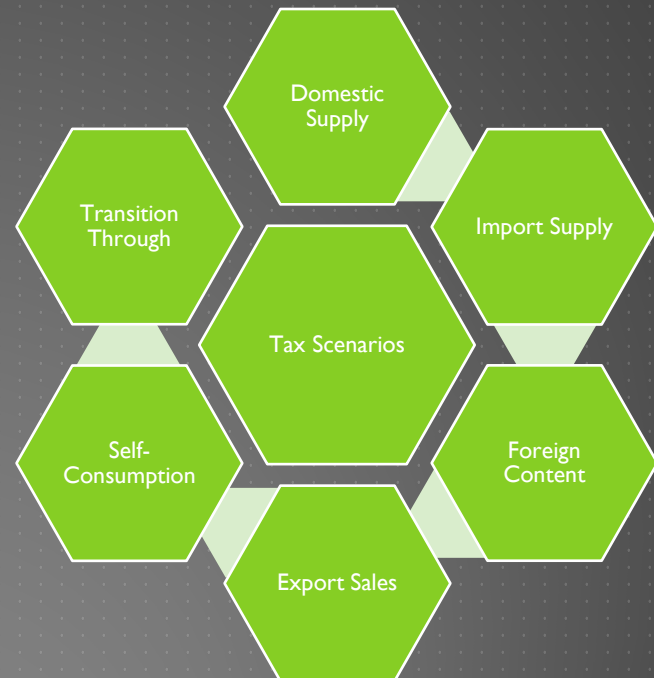 Domestic
Supply
Import Supply
Foreign
Content
Export Sales
Self-
Consumption
Transition
Through
Tax Scenarios